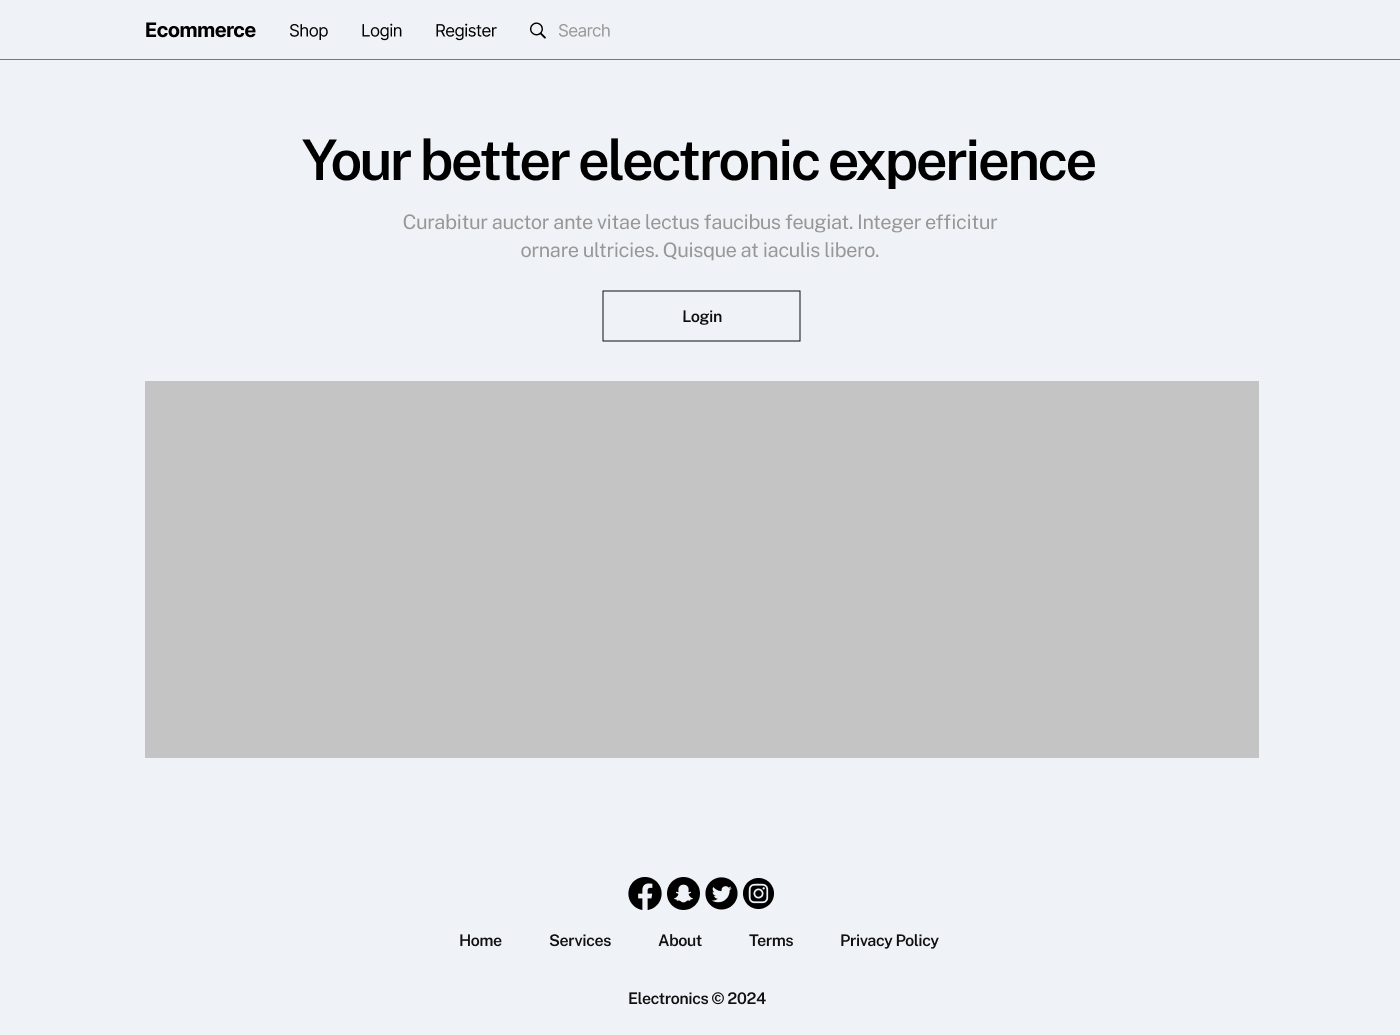 Ecommerce Shop Login Register Search
Your better electronic experience
Curabitur auctor ante vitae lectus faucibus feugiat. Integer efficitur
ornare ultricies. Quisque at iaculis libero.
Login
Home Services About Terms Privacy Policy
Electronics © 2024